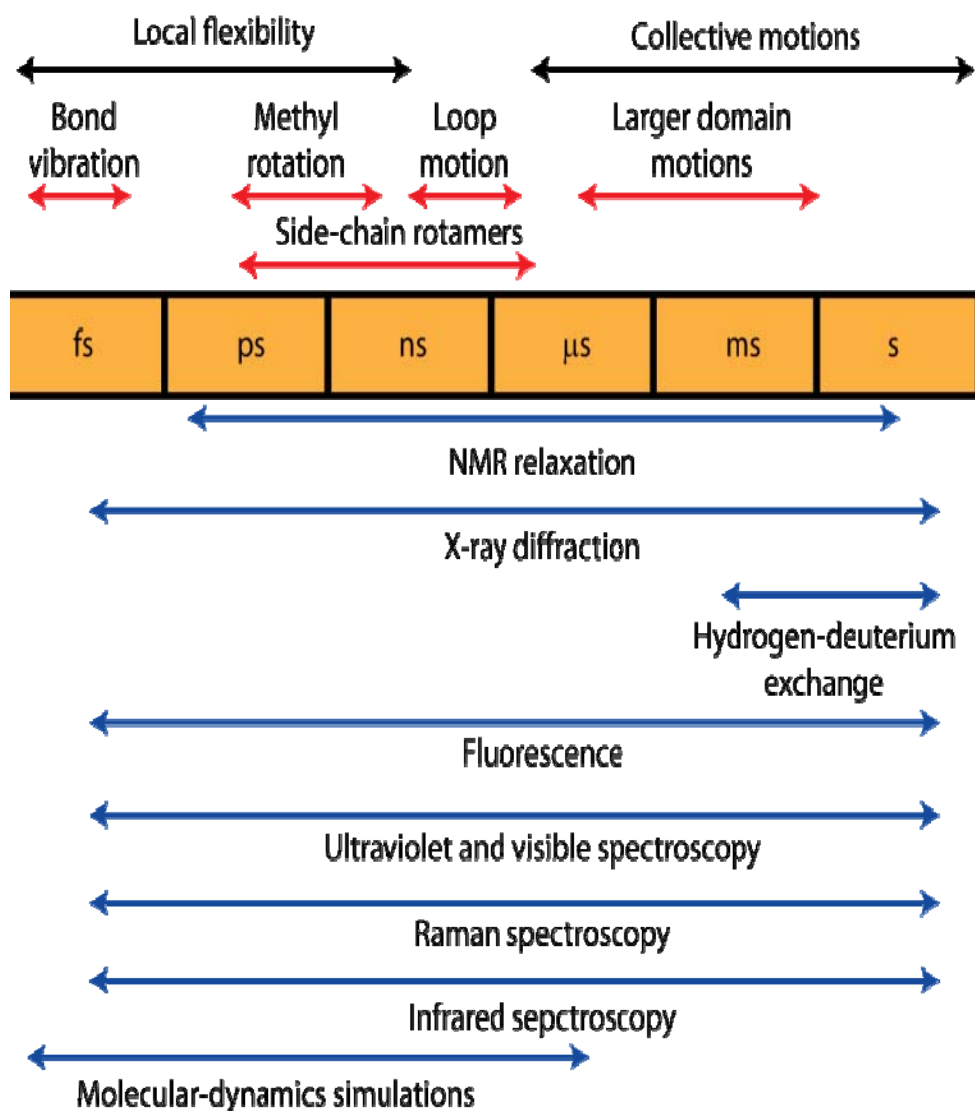 Local flexibility
Collective motions
Bond
vibration
Methyl
rotation
Loop
motion
Larger domain
motions
Side-chain rotamers
fs
ps
ns
μs
ms
s
NMR relaxation
X-ray diffraction
Hydrogen-deuterium
exchange
Fluorescence
Ultraviolet and visible spectroscopy
Raman spectroscopy
Infrared sepctroscopy
Molecular-dynamics simulations